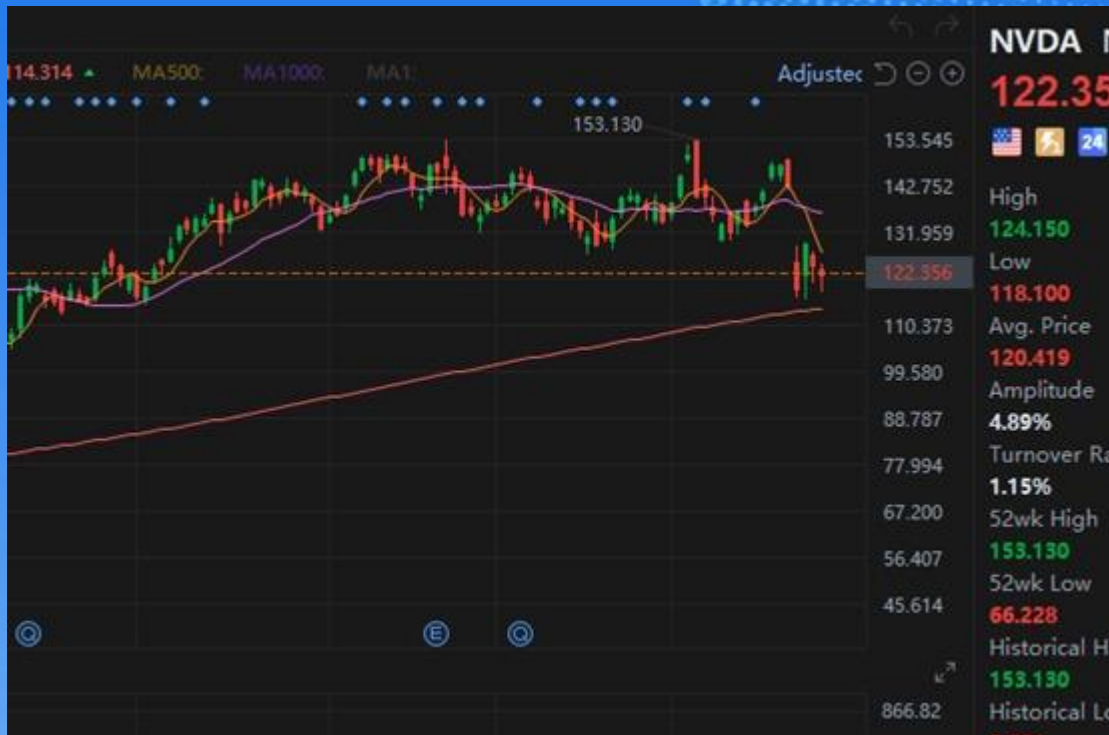 NVDA N
114.314 MA500: MA1000: MA1: Adjusted
122.35
153.130
153.545
24
142.752
High
124.150
131.959
Low
122.356
118.100
Avg. Price
110.373
120.419
Amplitude
99.580
4.89%
88.787
Turnover Ra
77.994
1.15%
67.200
52wk High
153.130
56.407
52wk Low
45.614
66.228
Q E Q
Historical H
153.130
866.82
Historical Lo